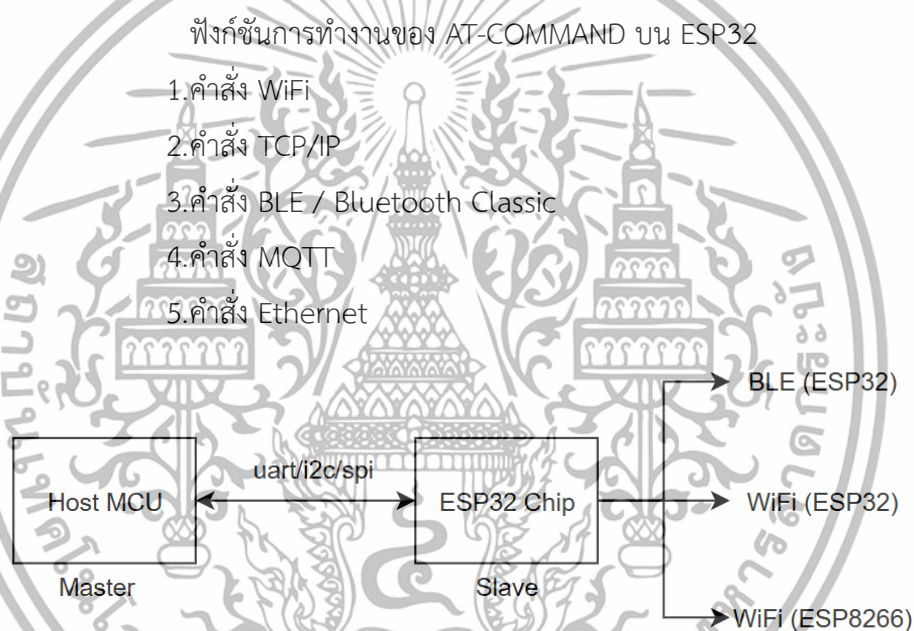 ฟังก์ชันการทำงานของ AT-COMMAND บน ESP32
1.คำสั่ง WiFi
2.คำสั่ง TCP/IP
3.คำสั่ง BLE / Bluetooth Classic
4.คำสั่ง MQTT
5.คำสั่ง Ethernet
BLE (ESP32)
uart/i2c/spi
Host MCU
ESP32 Chip
WiFi (ESP32)
Master
Slave
WiFi (ESP8266)